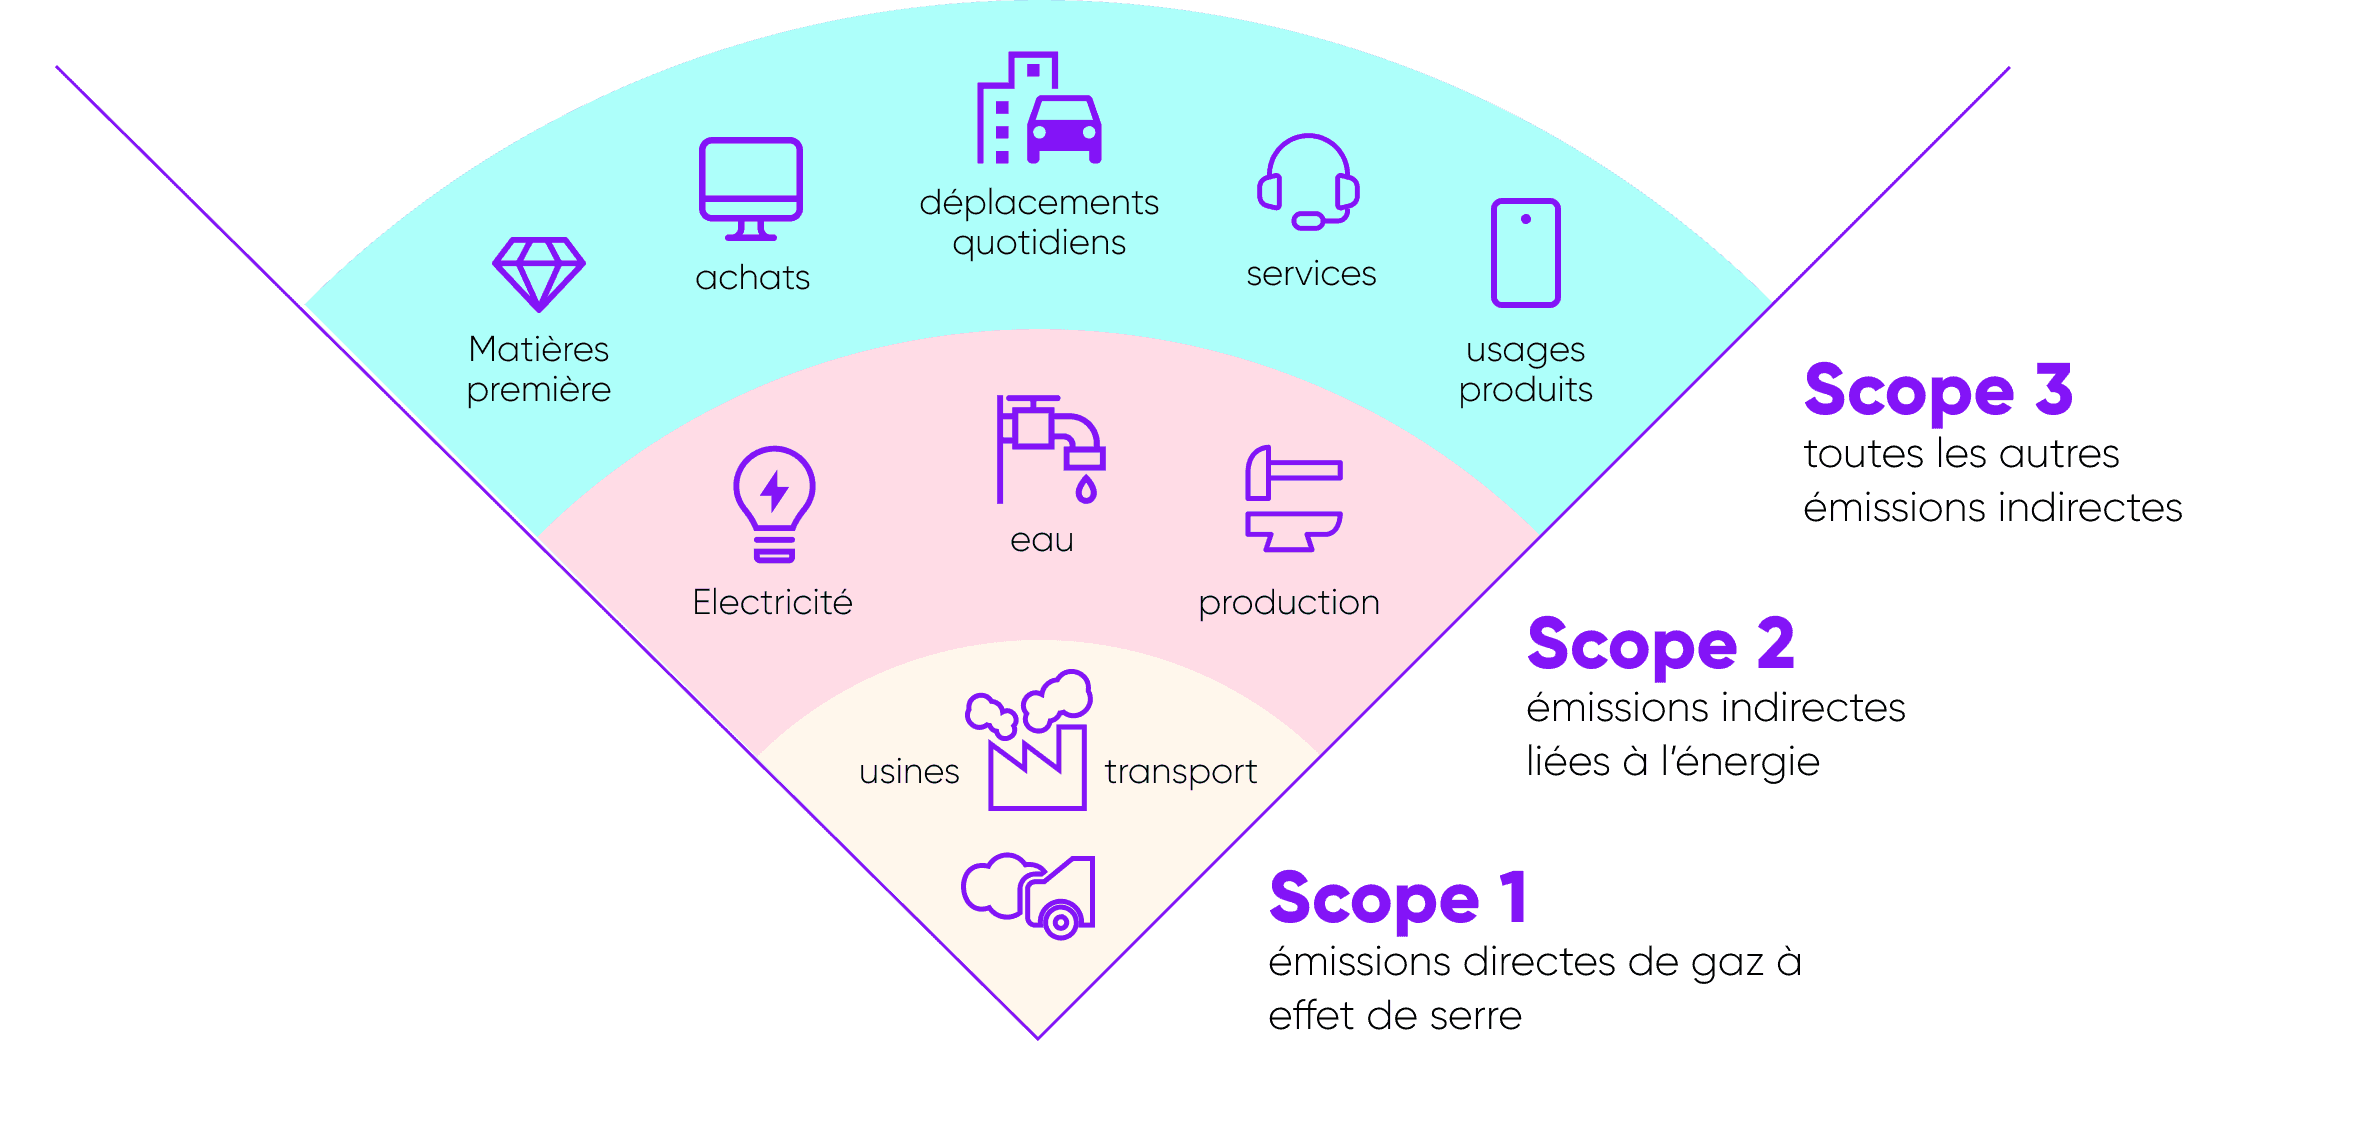 déplacements
quotidiens
achats
services
Matières
première
usages
produits
Scope 3
toutes les autres
émissions indirectes
eau
Electricité
production
Scope 2
émissions indirectes
liées à l’énergie
usines
transport
Scope 1
émissions directes de gaz à
effet de serre